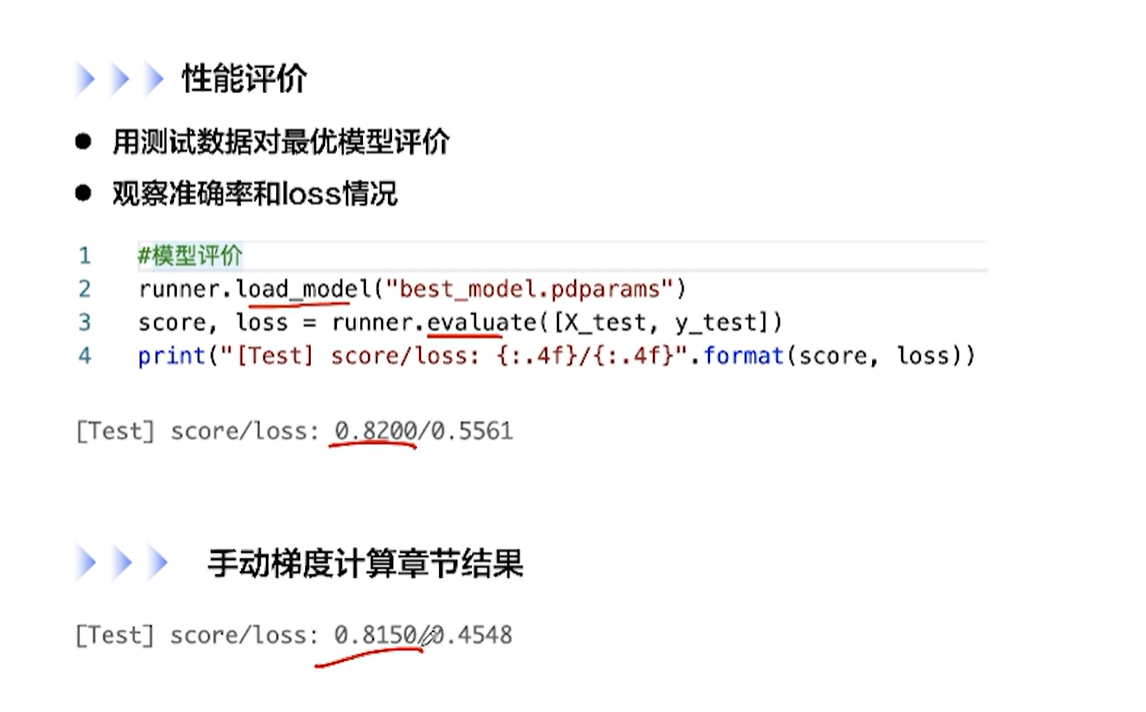 性能评价
● 用测试数据对最优模型评价
● 观察准确率和loss情况
1 #模型评价
2 runner.load_model("best_model.pdparams")
3 score, loss = runner.evaluate([X_test, y_test])
4 print("[Test] score/loss: {:.4f}/{:.4f}".format(score, loss))
[Test] score/loss: 0.8200/0.5561
手动梯度计算章节结果
[Test] score/loss: 0.8150/0.4548